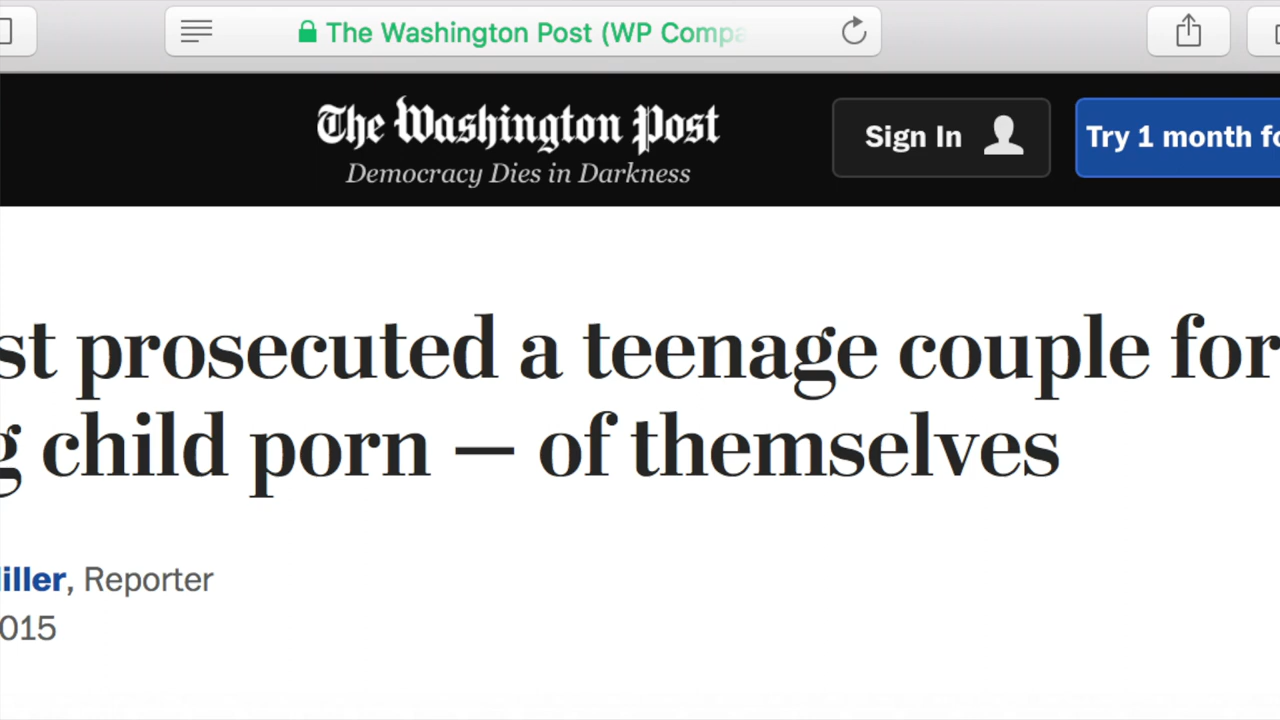 The Washington Post (WP Compa
The Washington Post
Democracy Dies in Darkness
Sign In
Try 1 month fo
st prosecuted a teenage couple for
g child porn — of themselves
iller, Reporter
015